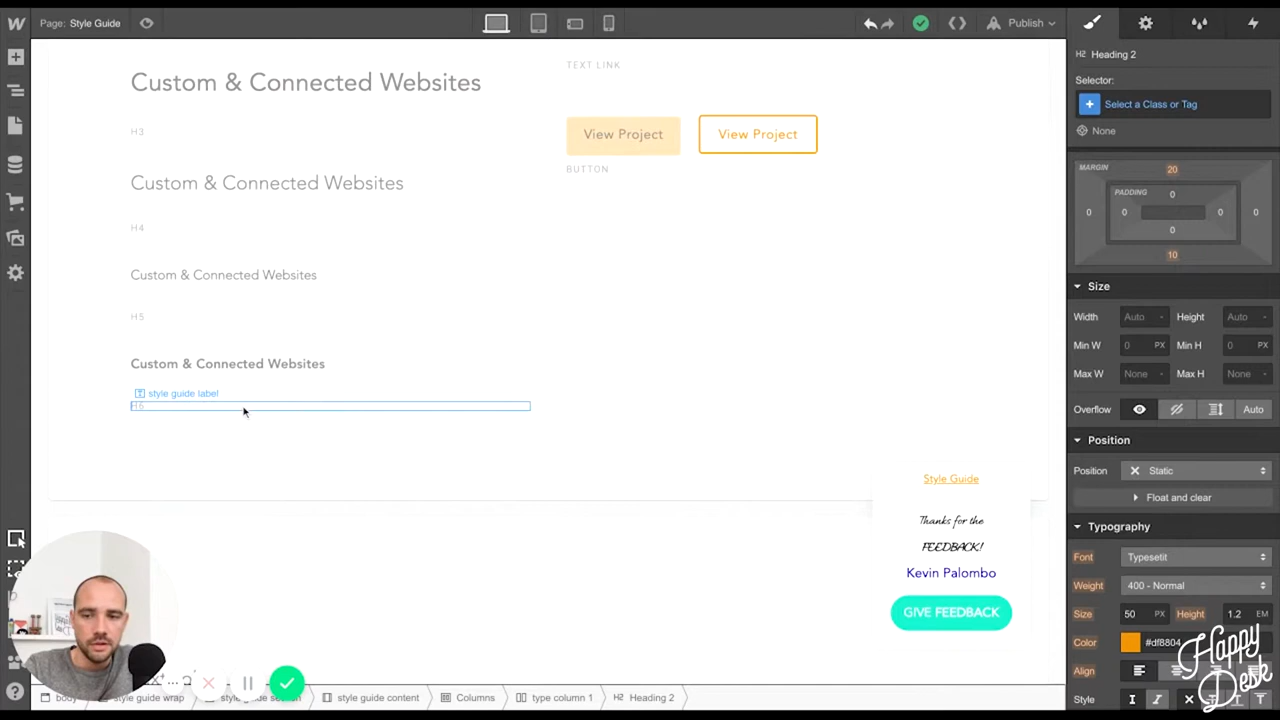 Page: Style Guide
Publish
H2 Heading 2
Selector:
+ Select a Class or Tag
None
MARGIN
20
PADDING
0
0 0 0 0
0
10
Size
Width Auto - Height Auto -
Min W 0 PX Min H 0 PX
Max W None - Max H None -
Overflow Auto
Position
Position Static
Float and clear
Typography
Font Typesetit
Weight 400 - Normal
Size 50 PX Height 1.2 EM
Color #df8804
Align
Style
Custom & Connected Websites
H3
Custom & Connected Websites
H4
Custom & Connected Websites
H5
Custom & Connected Websites
style guide label
H6
TEXT LINK
View Project View Project
BUTTON
Style Guide
Thanks for the
FEEDBACK!
Kevin Palombo
GIVE FEEDBACK
style guide wrap style guide content Columns type column 1 H2 Heading 2
Happy
Desk